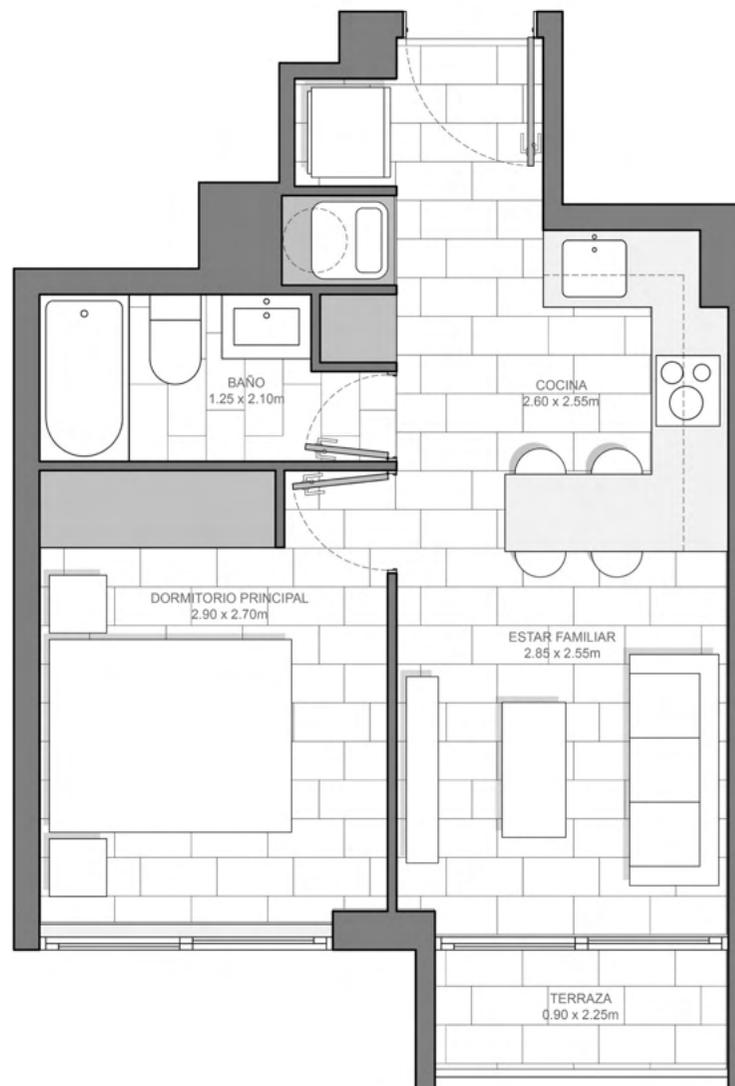 BAÑO
1.25 x 2.10m
COCINA
2.60 x 2.55m
DORMITORIO PRINCIPAL
2.90 x 2.70m
ESTAR FAMILIAR
2.85 x 2.55m
TERRAZA
0.90 x 2.25m